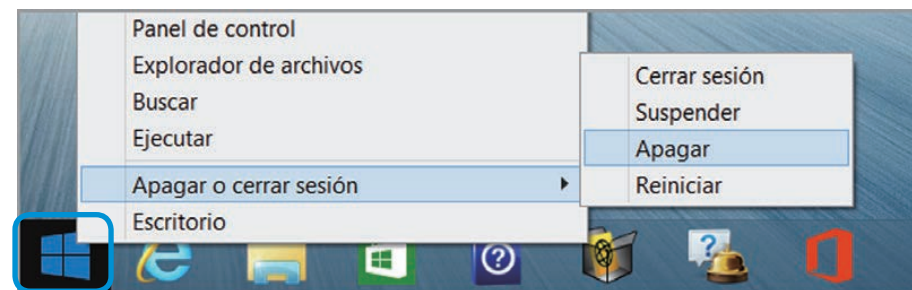 Panel de control
Explorador de archivos
Buscar
Ejecutar
Apagar o cerrar sesión
Escritorio
Cerrar sesión
Suspender
Apagar
Reiniciar